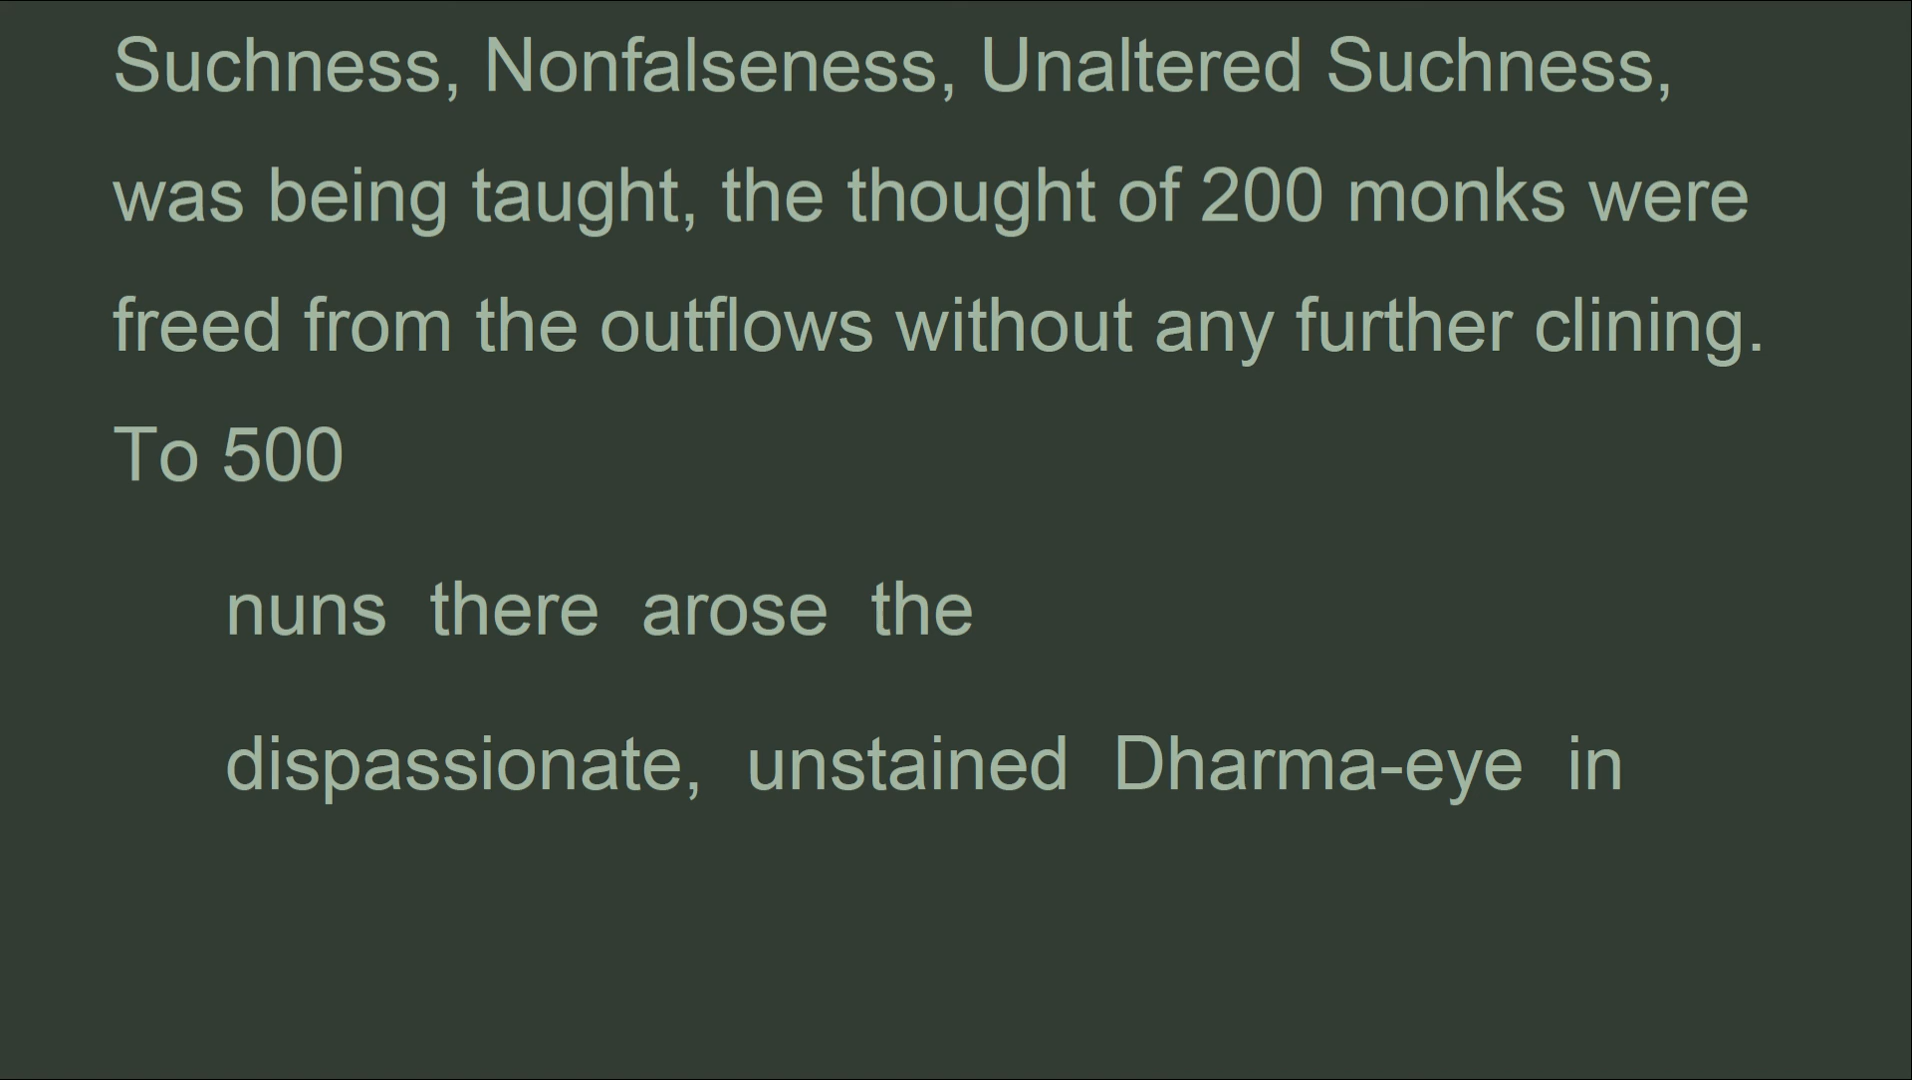 Suchness, Nonfalseness, Unaltered Suchness,
was being taught, the thought of 200 monks were
freed from the outflows without any further clining.
To 500
nuns there arose the
dispassionate, unstained Dharma-eye in